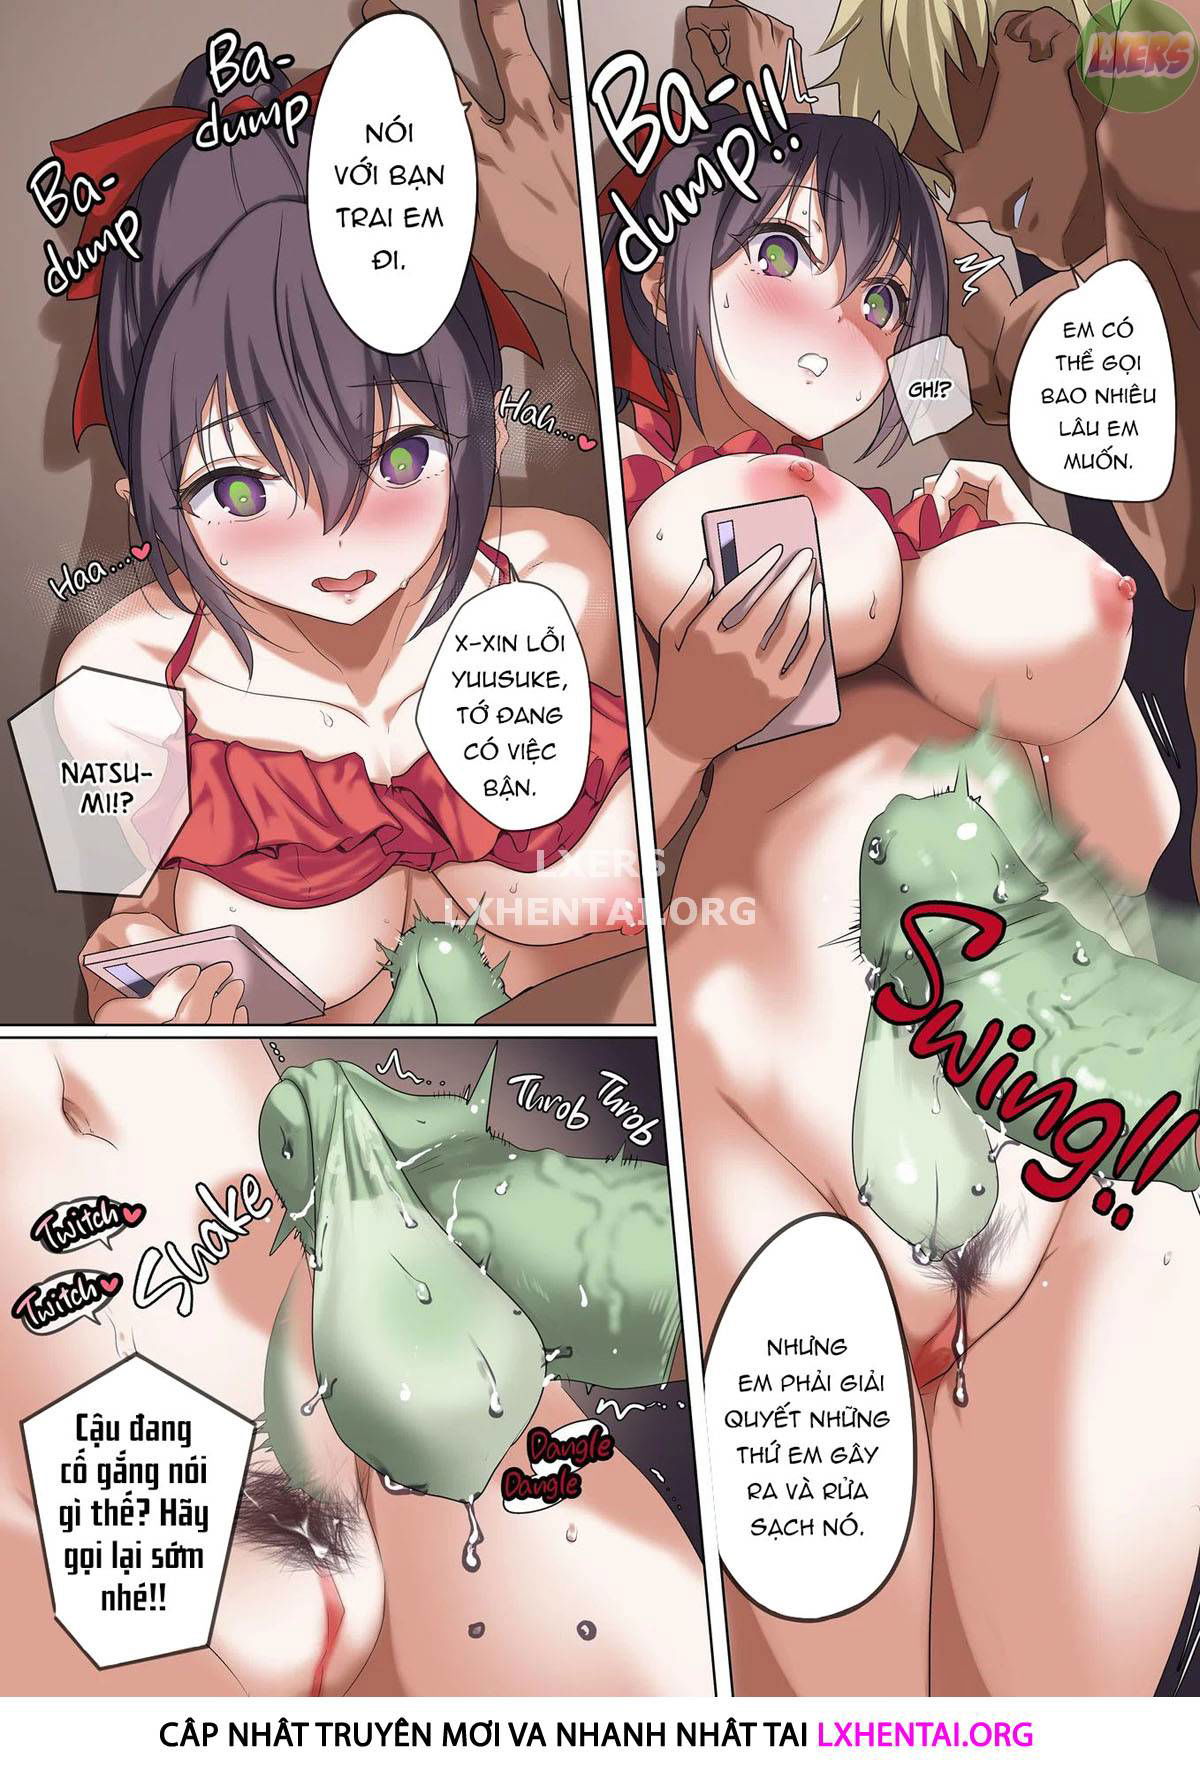 LXERS
Ba-
dump!!
EM CÓ
THỂ GỌI
BAO NHIÊU
LÂU EM
MUỐN.
GH!?
Swing!!
NHƯNG
EM PHẢI GIẢI
QUYẾT NHỮNG
THỨ EM GÂY
RA VÀ RỬA
SẠCH NÓ.
NÓI
VỚI BẠN
TRAI EM
ĐI.
Ba-
dump
Ba-
dump
Hah....
Haa....
X-XIN LỖI
YUUSUKE,
TỚ ĐANG
CÓ VIỆC
BẬN.
NATSU-
MI!?
LXERS
LXHENTAI.ORG
Throb
Throb
Shake
Twitch
Twitch
Dangle
Dangle
Cậu đang
cố gắng nói
gì thế? Hãy
gọi lại sớm
nhé!!
CẬP NHẬT TRUYỆN MỚI VÀ NHANH NHẤT TẠI LXHENTAI.ORG